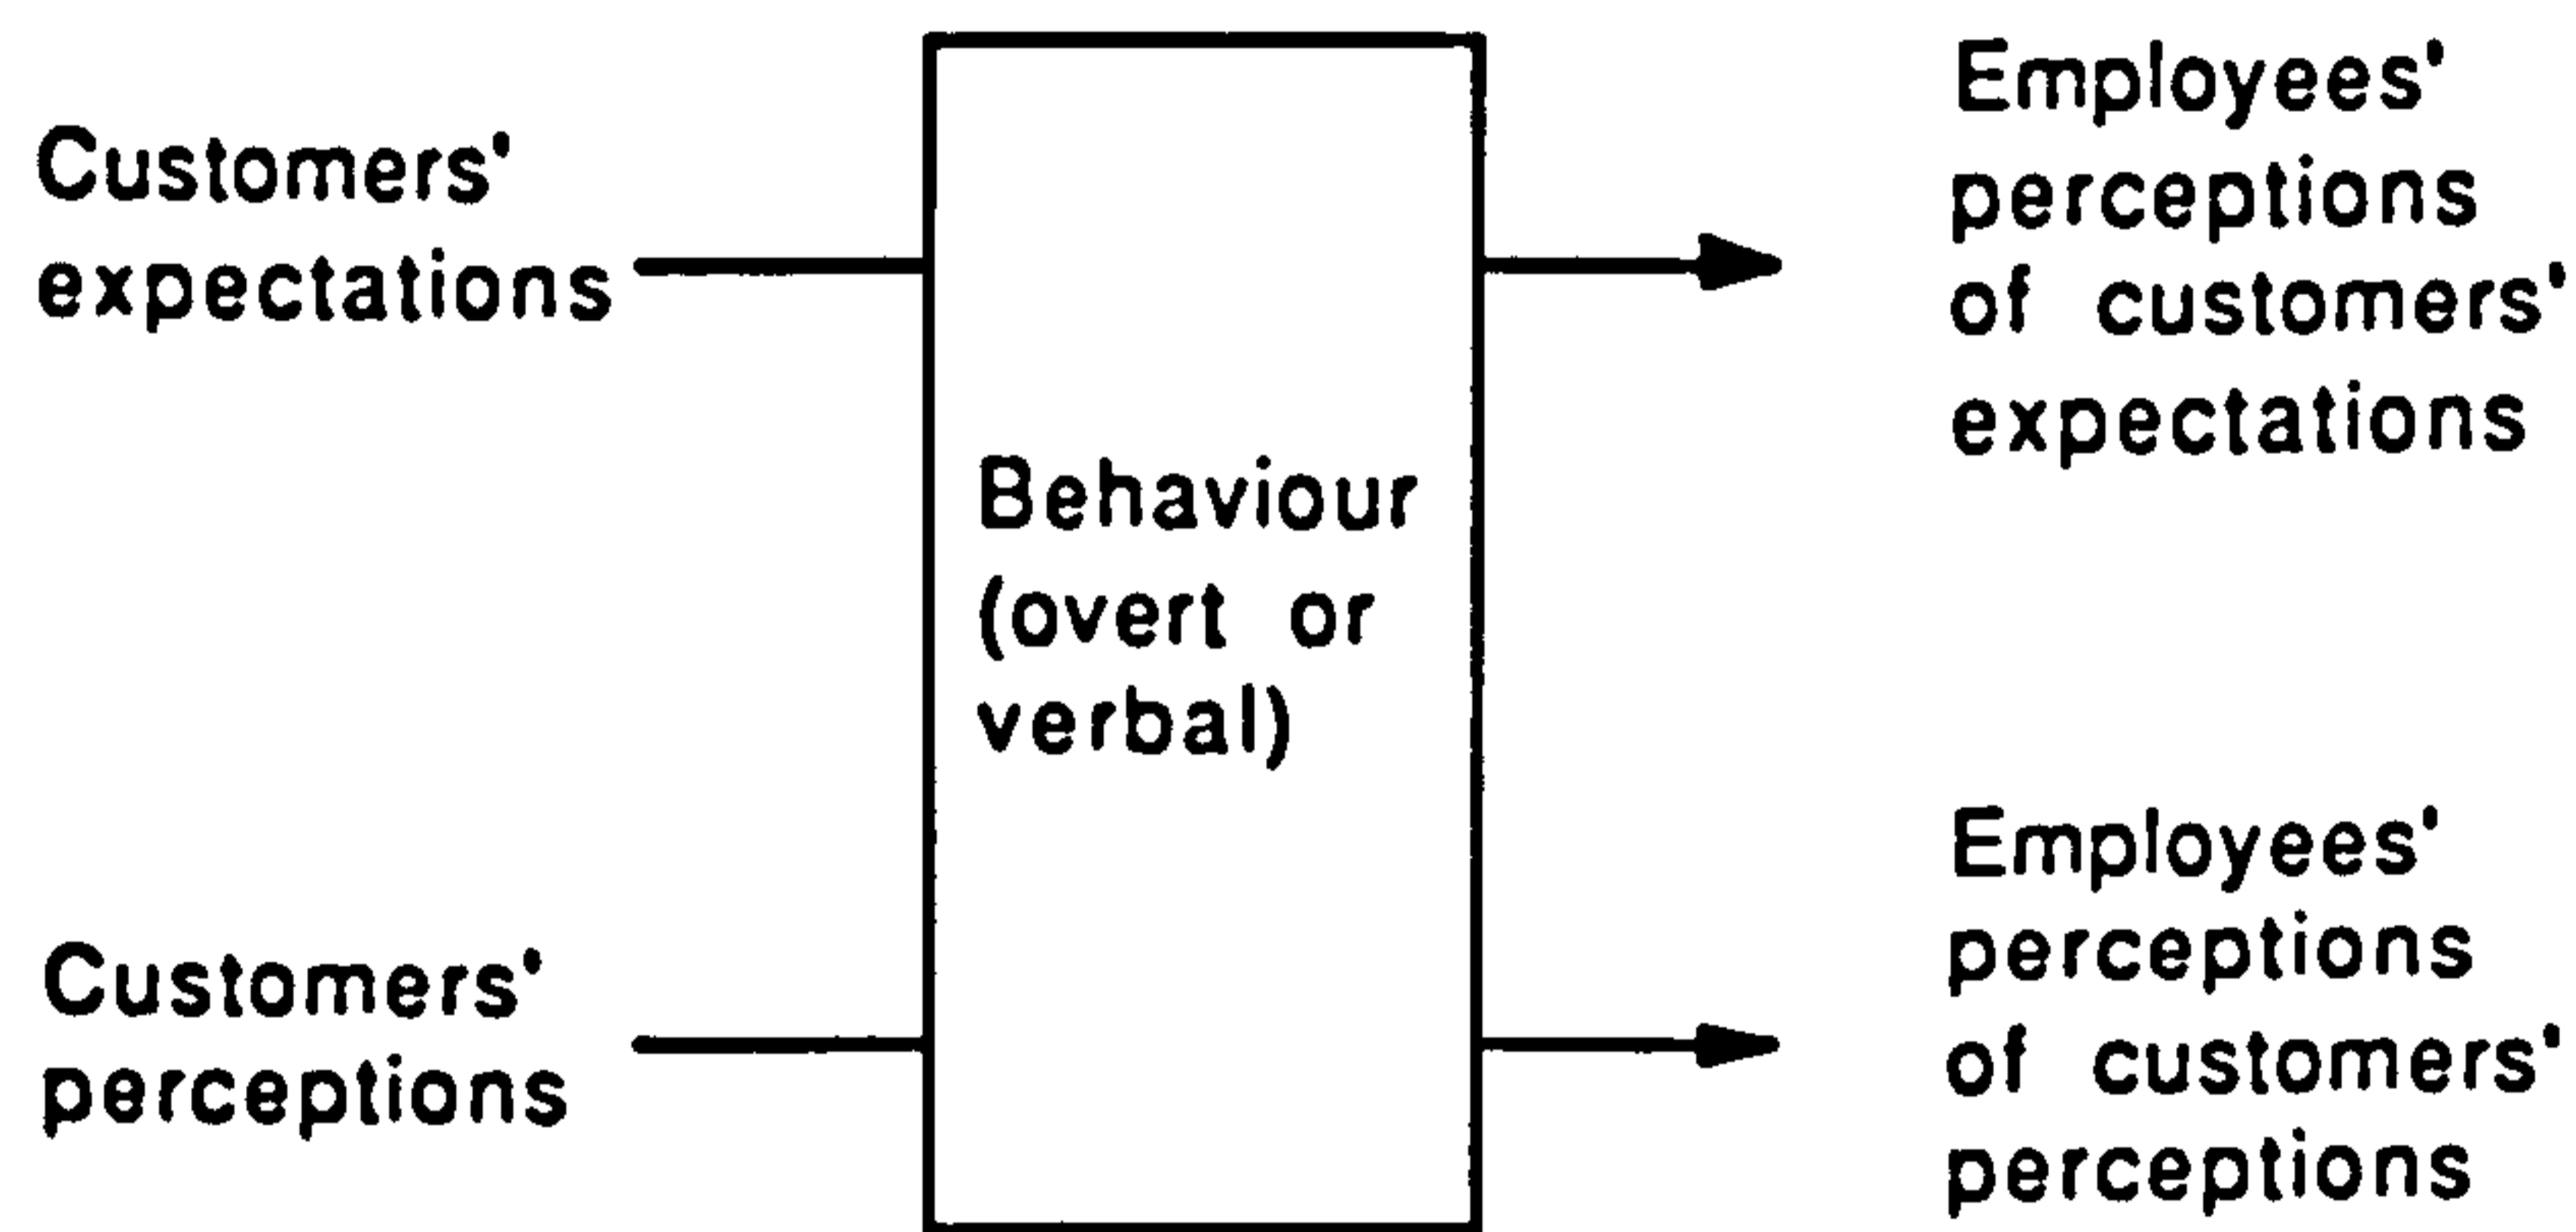 Customers'
expectations
Employees'
perceptions
of customers'
expectations
Behaviour
(overt or
verbal)
Customers'
perceptions
Employees'
perceptions
of customers'
perceptions